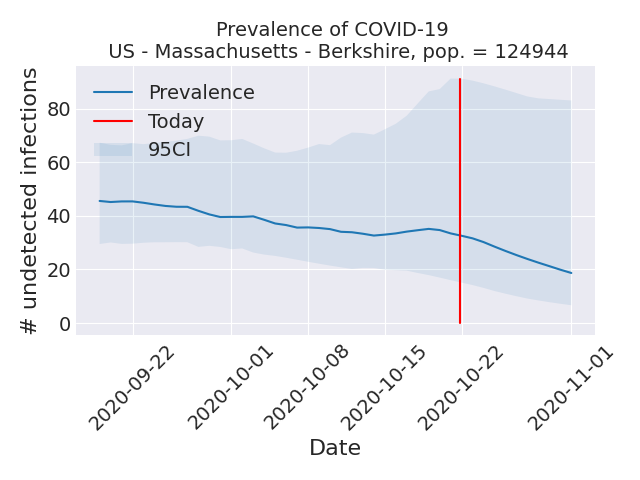 Prevalence of COVID-19
US - Massachusetts - Berkshire, pop. = 124944
# undetected infections
80
60
40
20
0
Prevalence
Today
95CI
2020-09-22
2020-10-01
2020-10-08
2020-10-15
2020-10-22
2020-11-01
Date